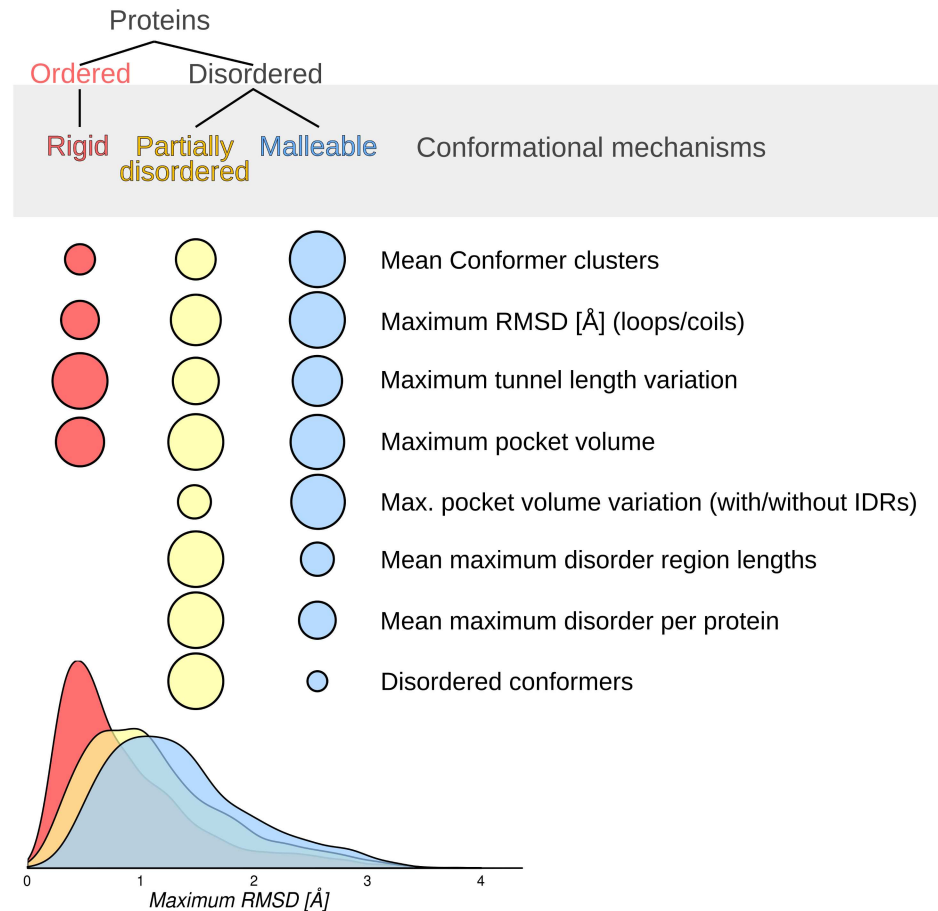 Proteins
Ordered
Disordered
Rigid
Partially
disordered
Malleable
Conformational mechanisms
Mean Conformer clusters
Maximum RMSD [Å] (loops/coils)
Maximum tunnel length variation
Maximum pocket volume
Max. pocket volume variation (with/without IDRs)
Mean maximum disorder region lengths
Mean maximum disorder per protein
Disordered conformers
0 1 2 3 4
Maximum RMSD [Å]